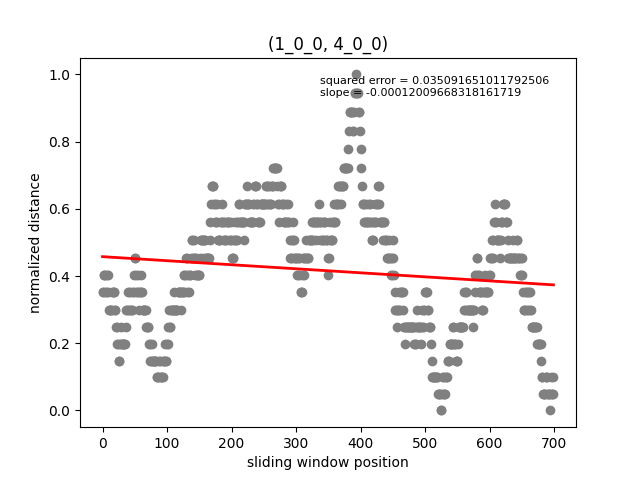 (1_0_0, 4_0_0)
squared error = 0.035091651011792506
slope = -0.00012009668318161719
normalized distance
1.0
0.8
0.6
0.4
0.2
0.0
0 100 200 300 400 500 600 700
sliding window position